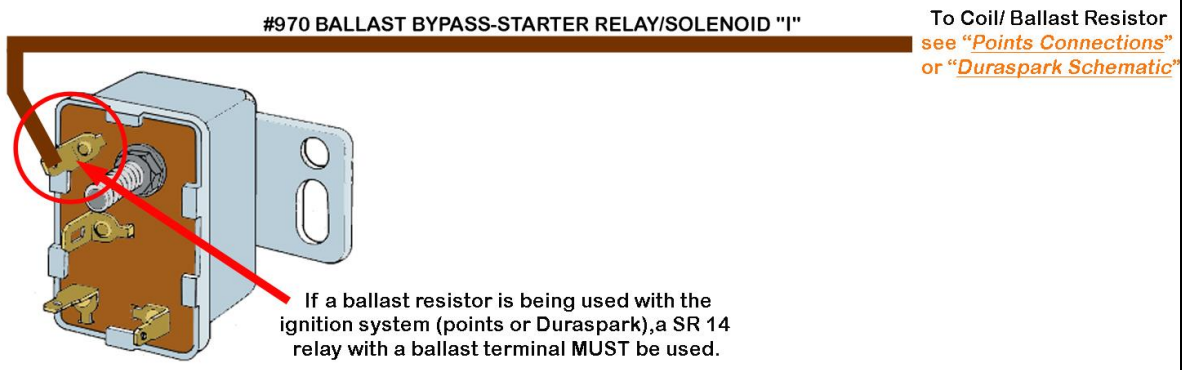 #970 BALLAST BYPASS-STARTER RELAY/SOLENOID "I"
To Coil/ Ballast Resistor
see “Points Connections”
or “Duraspark Schematic”
If a ballast resistor is being used with the
ignition system (points or Duraspark),a SR 14
relay with a ballast terminal MUST be used.